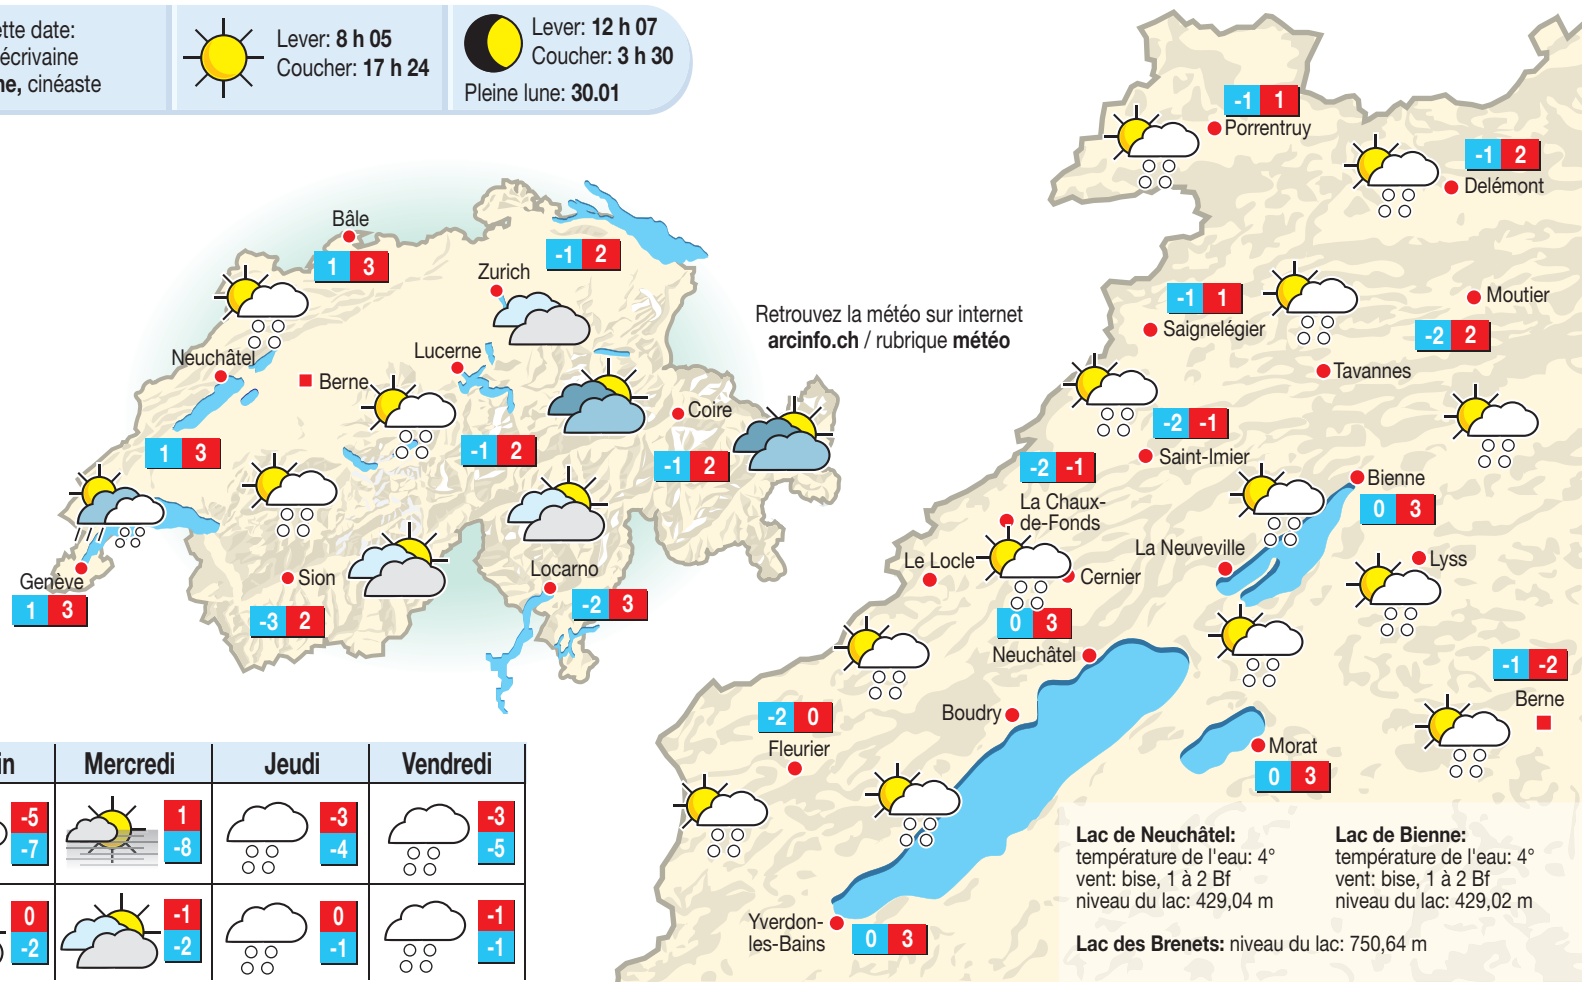 ette date:
écrivaine
ne, cinéaste
Lever: 8 h 05
Coucher: 17 h 24
Lever: 12 h 07
Coucher: 3 h 30
Pleine lune: 30.01
Bâle
1 3
-1 2
Zurich
Neuchâtel
Lucerne
Berne
Coire
1 3
-1 2
-1 2
Genève
1 3
Sion
-3 2
Locarno
-2 3
Retrouvez la météo sur internet
arcinfo.ch / rubrique météo
-1 1
Porrentruy
-1 2
Delémont
-1 1
Saignelégier
Moutier
-2 2
Tavannes
-2 -1
Saint-Imier
-2 -1
La Chaux-
de-Fonds
Bienne
0 3
La Neuveville
Lyss
Le Locle
Cernier
0 3
Neuchâtel
-1 -2
Berne
Boudry
-2 0
Fleurier
Morat
0 3
Yverdon-
les-Bains
0 3
in
Mercredi
Jeudi
Vendredi
-5
-7
1
-8
-3
-4
-3
-5
0
-2
-1
-2
0
-1
-1
-1
Lac de Neuchâtel:
température de l'eau: 4°
vent: bise, 1 à 2 Bf
niveau du lac: 429,04 m
Lac de Bienne:
température de l'eau: 4°
vent: bise, 1 à 2 Bf
niveau du lac: 429,02 m
Lac des Brenets: niveau du lac: 750,64 m